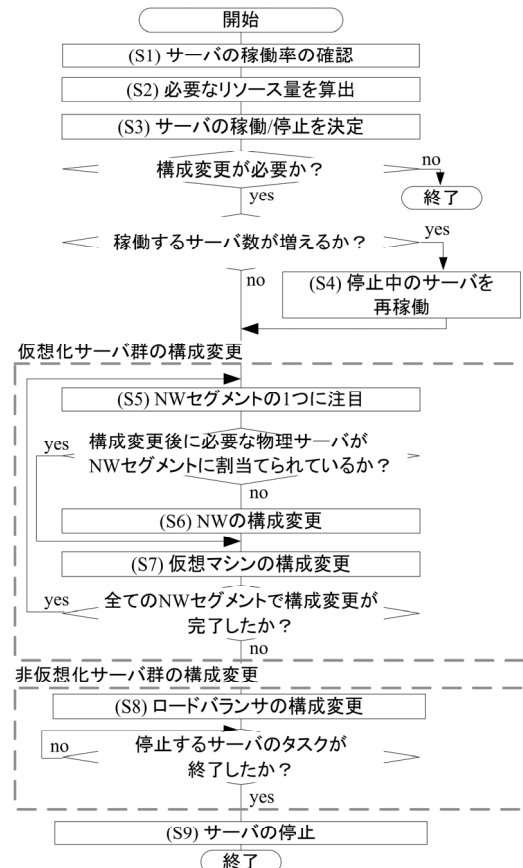 開始
(S1) サーバの稼働率の確認
(S2) 必要なリソース量を算出
(S3) サーバの稼働/停止を決定
構成変更が必要か？
no
終了
yes
稼働するサーバ数が増えるか？
yes
no
(S4) 停止中のサーバを
再稼働
仮想化サーバ群の構成変更
(S5) NWセグメントの1つに注目
yes
構成変更後に必要な物理サーバが
NWセグメントに割当てられているか？
no
(S6) NWの構成変更
(S7) 仮想マシンの構成変更
yes
全てのNWセグメントで構成変更が
完了したか？
no
非仮想化サーバ群の構成変更
(S8) ロードバランサの構成変更
no
停止するサーバのタスクが
終了したか？
yes
(S9) サーバの停止
終了